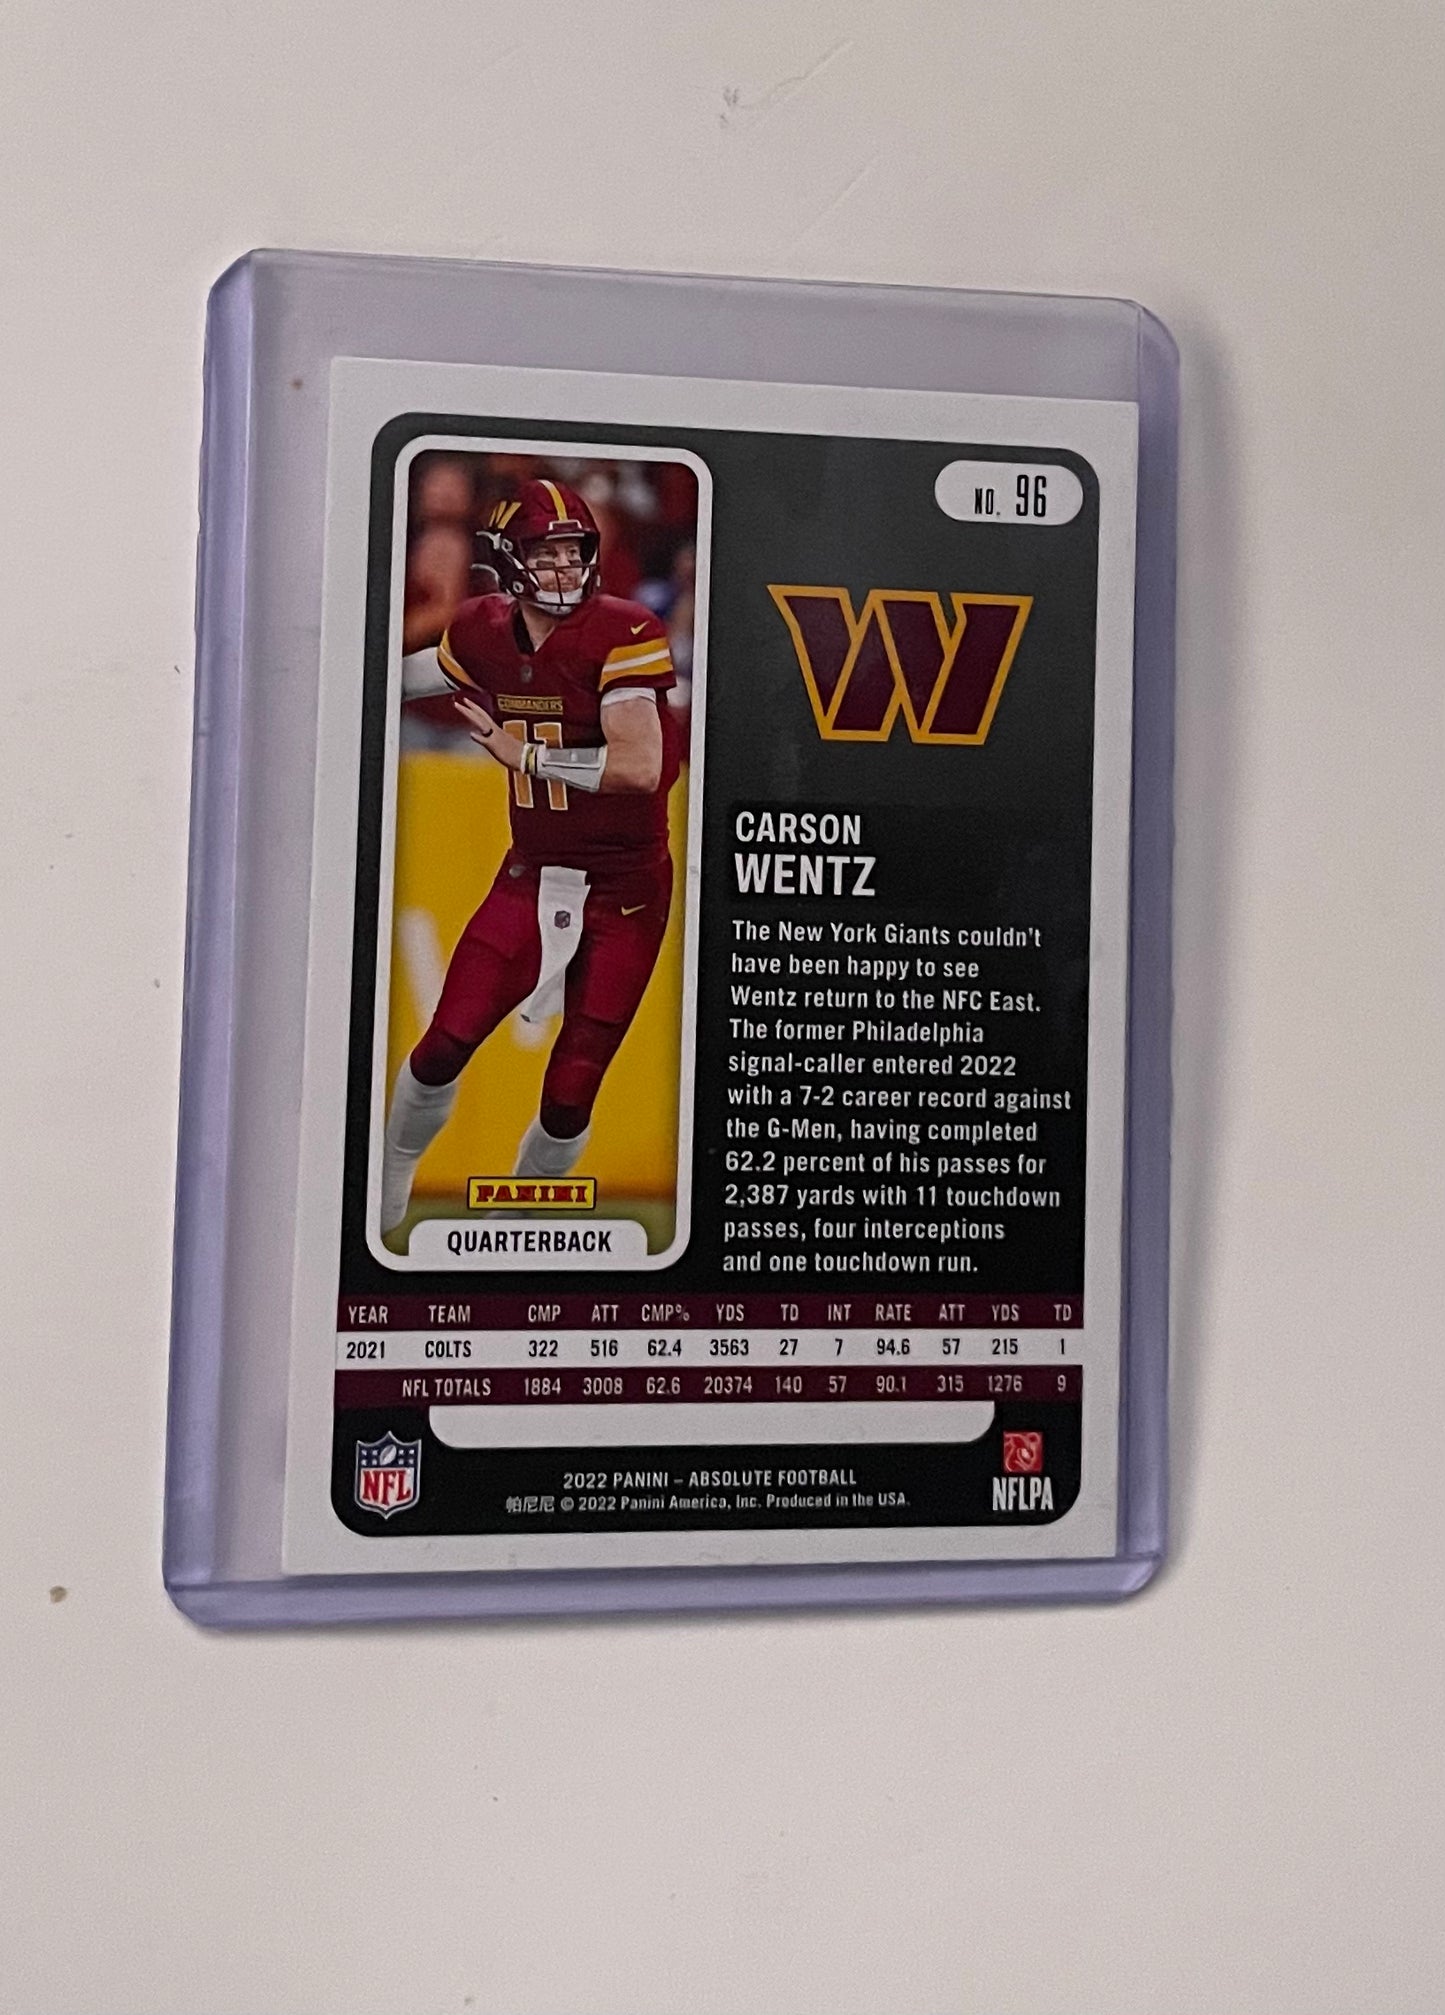 NO. 96
W
COMMANDERS
11
CARSON
WENTZ
The New York Giants couldn't
have been happy to see
Wentz return to the NFC East.
The former Philadelphia
signal-caller entered 2022
with a 7-2 career record against
the G-Men, having completed
62.2 percent of his passes for
2,387 yards with 11 touchdown
passes, four interceptions
and one touchdown run.
PANINI
QUARTERBACK
YEAR TEAM CMP ATT CMP% YDS TD INT RATE ATT YDS TD
2021 COLTS 322 516 62.4 3563 27 7 94.6 57 215 1
NFL TOTALS 1884 3008 62.6 20374 140 57 90.1 315 1276 9
NFL
2022 PANINI – ABSOLUTE FOOTBALL
帕尼尼 © 2022 Panini America, Inc. Produced in the USA.
NFLPA